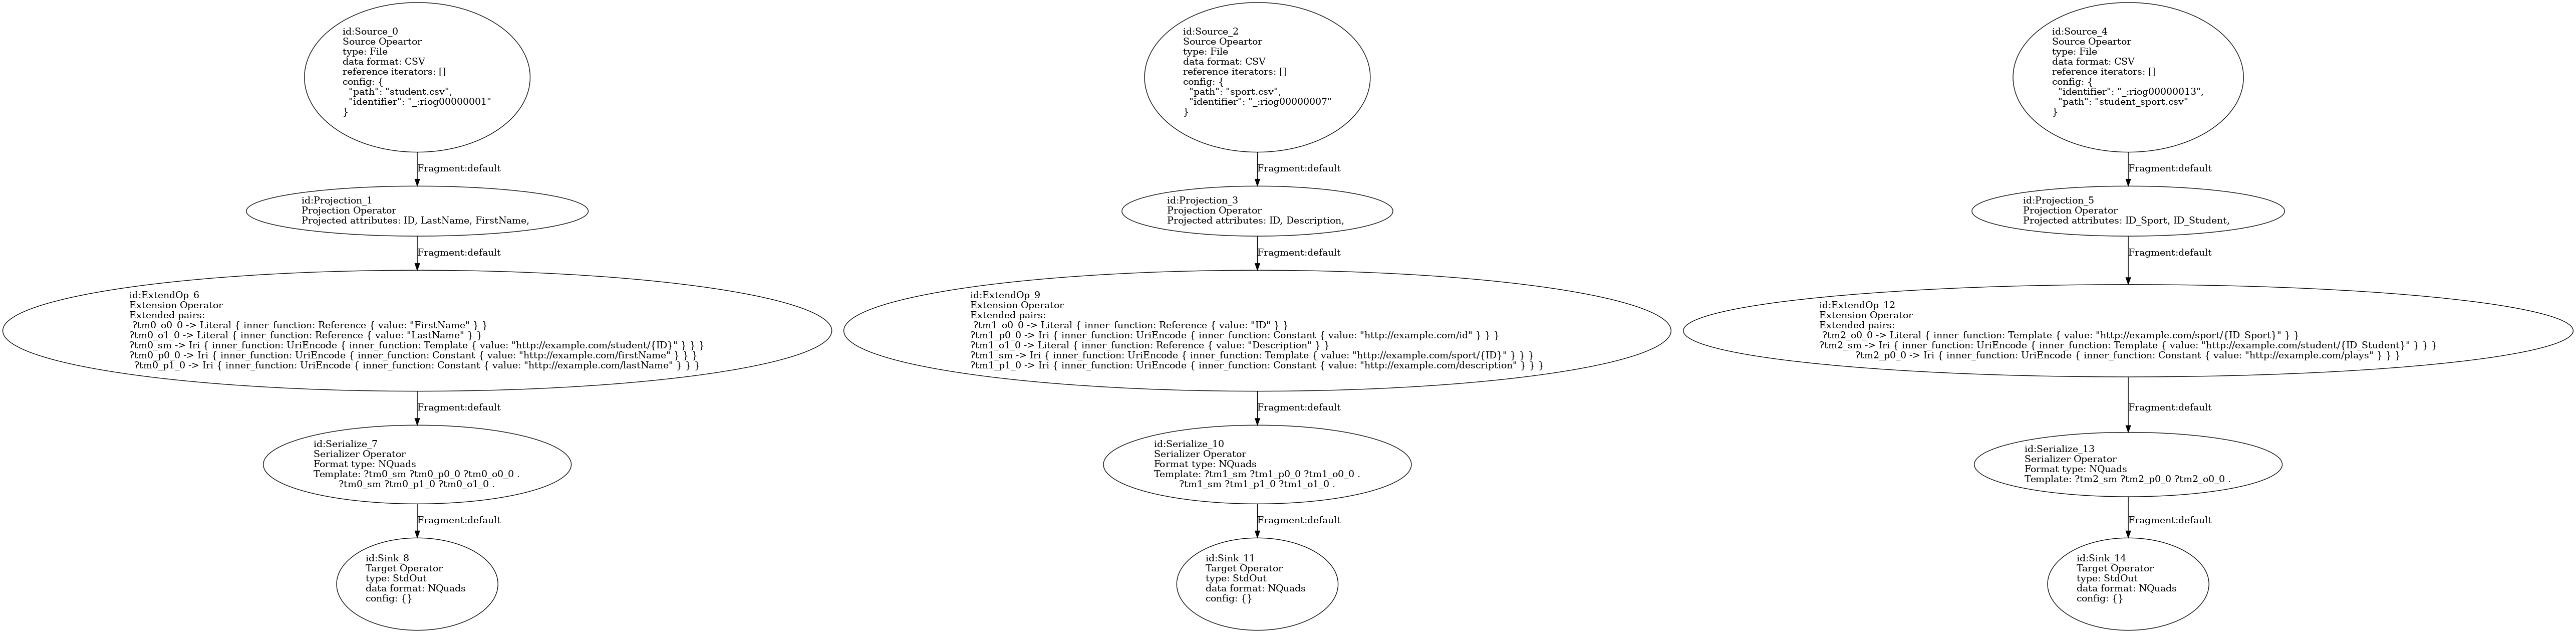 id:Source_0
Source Opeartor
type: File
data format: CSV
reference iterators: []
config: {
"path": "student.csv",
"identifier": "_:riog00000001"
}
Fragment:default
id:Projection_1
Projection Operator
Projected attributes: ID, LastName, FirstName,
Fragment:default
id:ExtendOp_6
Extension Operator
Extended pairs:
?tm0_o0_0 -> Literal { inner_function: Reference { value: "FirstName" } }
?tm0_o1_0 -> Literal { inner_function: Reference { value: "LastName" } }
?tm0_sm -> Iri { inner_function: UriEncode { inner_function: Template { value: "http://example.com/student/{ID}" } } }
?tm0_p0_0 -> Iri { inner_function: UriEncode { inner_function: Constant { value: "http://example.com/firstName" } } }
?tm0_p1_0 -> Iri { inner_function: UriEncode { inner_function: Constant { value: "http://example.com/lastName" } } }
Fragment:default
id:Serialize_7
Serializer Operator
Format type: NQuads
Template: ?tm0_sm ?tm0_p0_0 ?tm0_o0_0 .
?tm0_sm ?tm0_p1_0 ?tm0_o1_0 .
Fragment:default
id:Sink_8
Target Operator
type: StdOut
data format: NQuads
config: {}
id:Source_2
Source Opeartor
type: File
data format: CSV
reference iterators: []
config: {
"path": "sport.csv",
"identifier": "_:riog00000007"
}
Fragment:default
id:Projection_3
Projection Operator
Projected attributes: ID, Description,
Fragment:default
id:ExtendOp_9
Extension Operator
Extended pairs:
?tm1_o0_0 -> Literal { inner_function: Reference { value: "ID" } }
?tm1_p0_0 -> Iri { inner_function: UriEncode { inner_function: Constant { value: "http://example.com/id" } } }
?tm1_o1_0 -> Literal { inner_function: Reference { value: "Description" } }
?tm1_sm -> Iri { inner_function: UriEncode { inner_function: Template { value: "http://example.com/sport/{ID}" } } }
?tm1_p1_0 -> Iri { inner_function: UriEncode { inner_function: Constant { value: "http://example.com/description" } } }
Fragment:default
id:Serialize_10
Serializer Operator
Format type: NQuads
Template: ?tm1_sm ?tm1_p0_0 ?tm1_o0_0 .
?tm1_sm ?tm1_p1_0 ?tm1_o1_0 .
Fragment:default
id:Sink_11
Target Operator
type: StdOut
data format: NQuads
config: {}
id:Source_4
Source Opeartor
type: File
data format: CSV
reference iterators: []
config: {
"identifier": "_:riog00000013",
"path": "student_sport.csv"
}
Fragment:default
id:Projection_5
Projection Operator
Projected attributes: ID_Sport, ID_Student,
Fragment:default
id:ExtendOp_12
Extension Operator
Extended pairs:
?tm2_o0_0 -> Literal { inner_function: Template { value: "http://example.com/sport/{ID_Sport}" } }
?tm2_sm -> Iri { inner_function: UriEncode { inner_function: Template { value: "http://example.com/student/{ID_Student}" } } }
?tm2_p0_0 -> Iri { inner_function: UriEncode { inner_function: Constant { value: "http://example.com/plays" } } }
Fragment:default
id:Serialize_13
Serializer Operator
Format type: NQuads
Template: ?tm2_sm ?tm2_p0_0 ?tm2_o0_0 .
Fragment:default
id:Sink_14
Target Operator
type: StdOut
data format: NQuads
config: {}